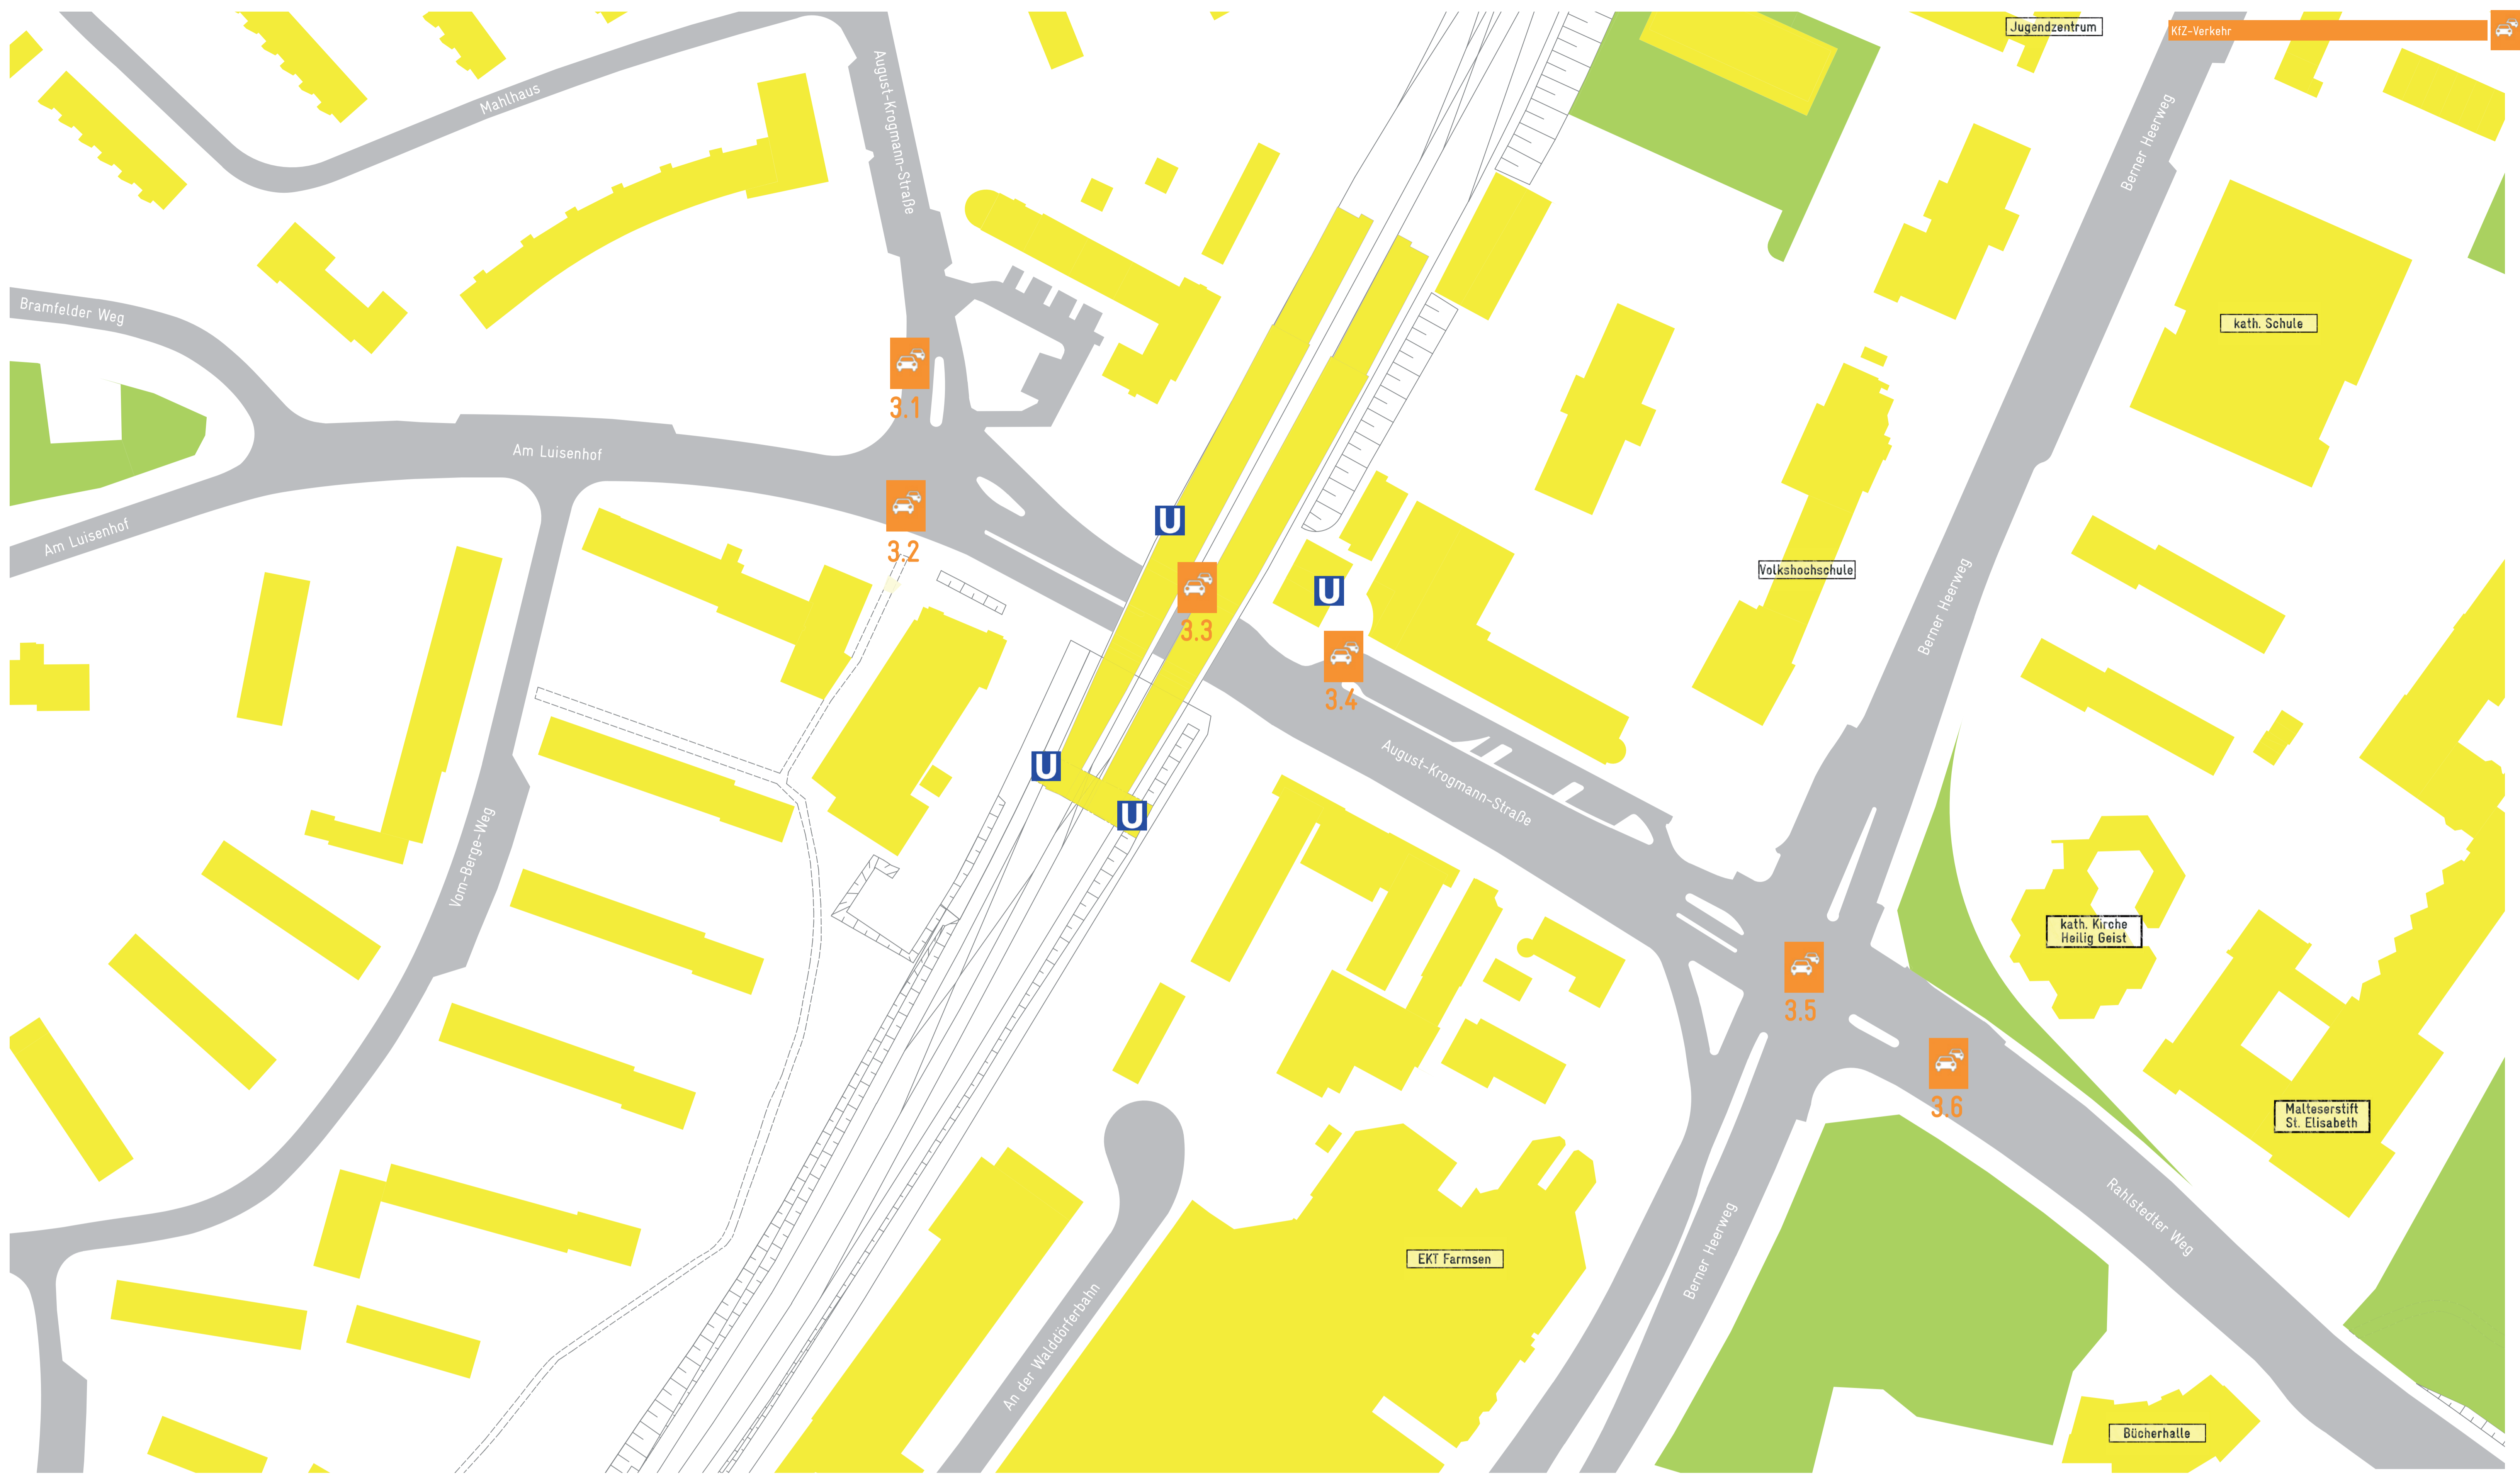 Jugendzentrum
KfZ-Verkehr
Mahlhaus
August-Krogmann-Straße
Berner Heerweg
Bramfelder Weg
kath. Schule
3.1
Am Luisenhof
Am Luisenhof
U
3.2
3.3
U
3.4
Volkshochschule
Berner Heerweg
U
U
August-Krogmann-Straße
Vom-Berge-Weg
kath. Kirche
Heilig Geist
3.5
3.6
Malteserstift
St. Elisabeth
Rahlstedter Weg
EKT Farmsen
Berner Heerweg
An der Walddörferbahn
Bücherhalle